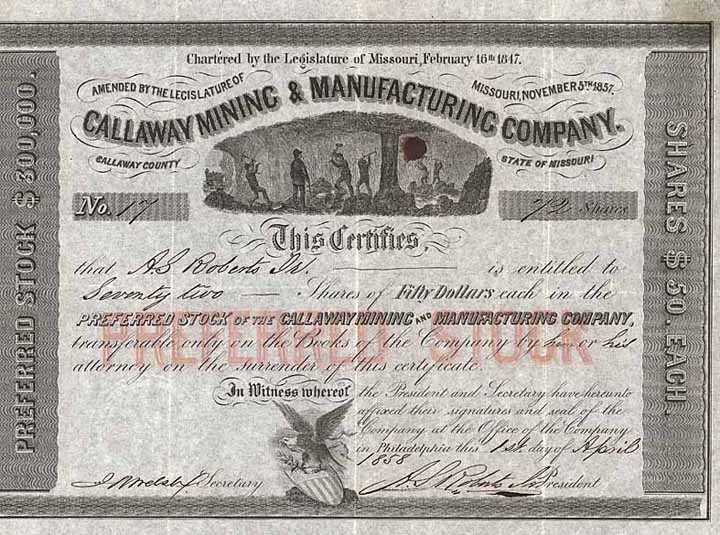 Chartered by the Legislature of Missouri, February 16th 1847.
AMENDED BY THE LEGISLATURE OF MISSOURI, NOVEMBER 5TH 1857.
CALLAWAY MINING & MANUFACTURING COMPANY.
CALLAWAY COUNTY STATE OF MISSOURI
No. 17 72 Shares
This Certifies,
that A S Roberts Jr. is entitled to
Seventy two Shares of Fifty Dollars each in the
PREFERRED STOCK OF THE CALLAWAY MINING AND MANUFACTURING COMPANY,
PREFERRED STOCK
transferable only on the Books of the Company by him or his
attorney on the Surrender of this certificate.
In Witness whereof the President and Secretary have hereunto
affixed their signatures and seal of the
Company at the Office of the Company
in Philadelphia this 1st day of April
1858
Secretary A S Roberts Jr President
PREFERRED STOCK $300,000.
SHARES $50. EACH.